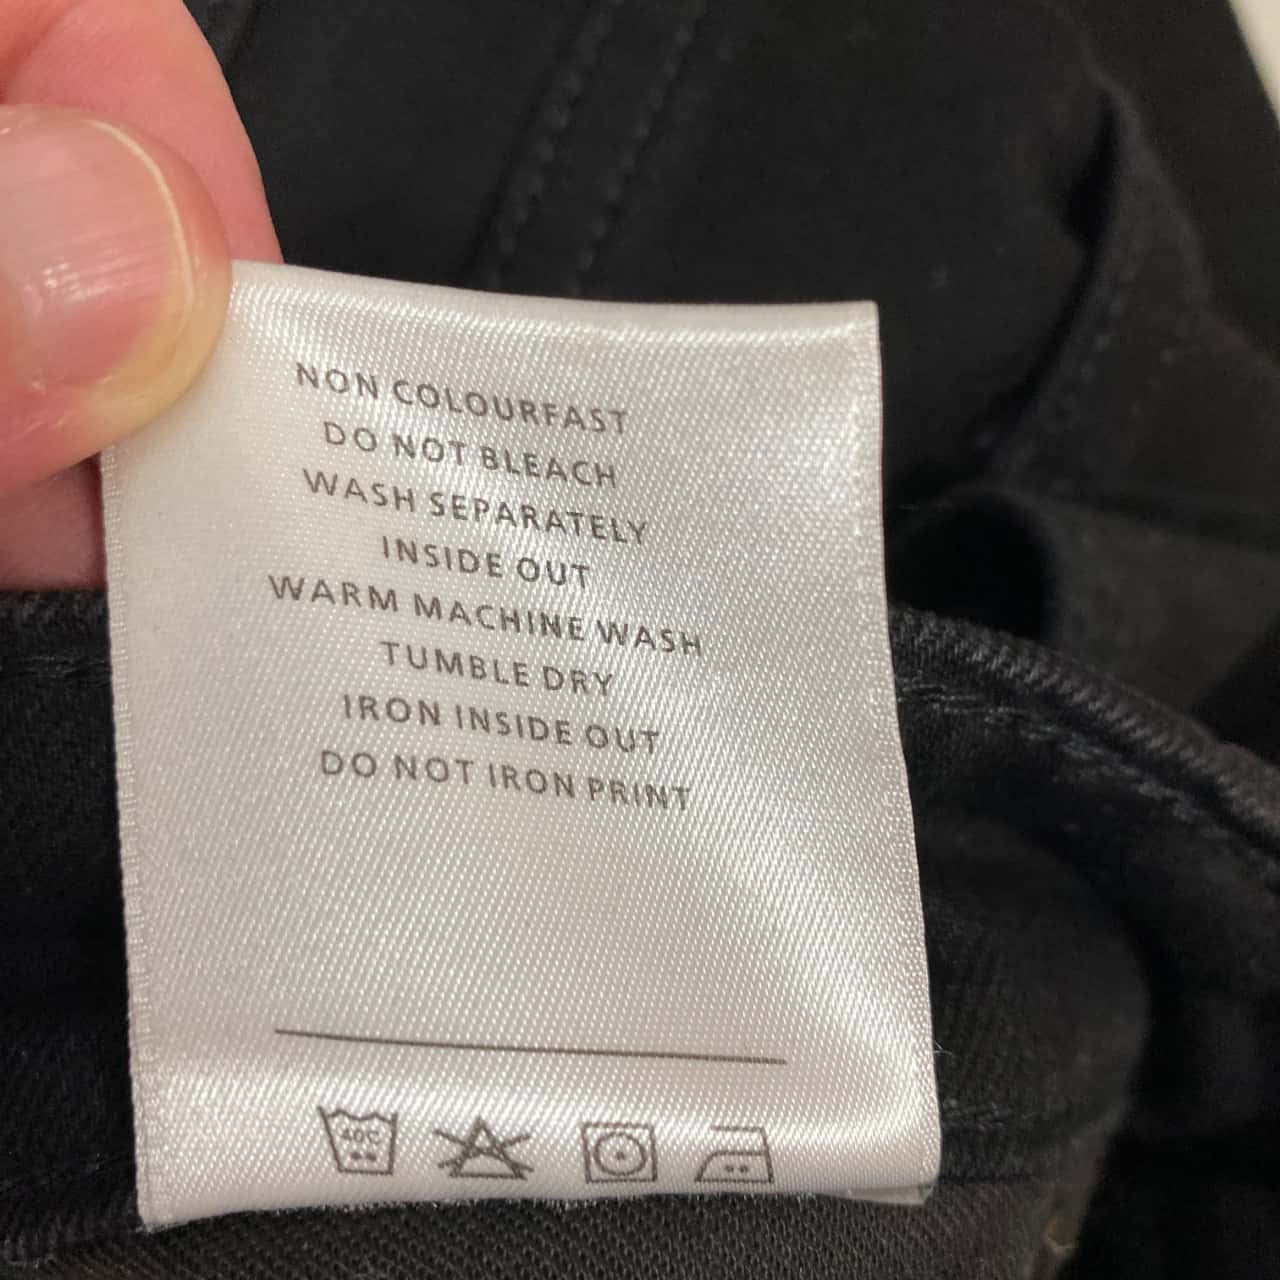 NON COLOURFAST
DO NOT BLEACH
WASH SEPARATELY
INSIDE OUT
WARM MACHINE WASH
TUMBLE DRY
IRON INSIDE OUT
DO NOT IRON PRINT
40C